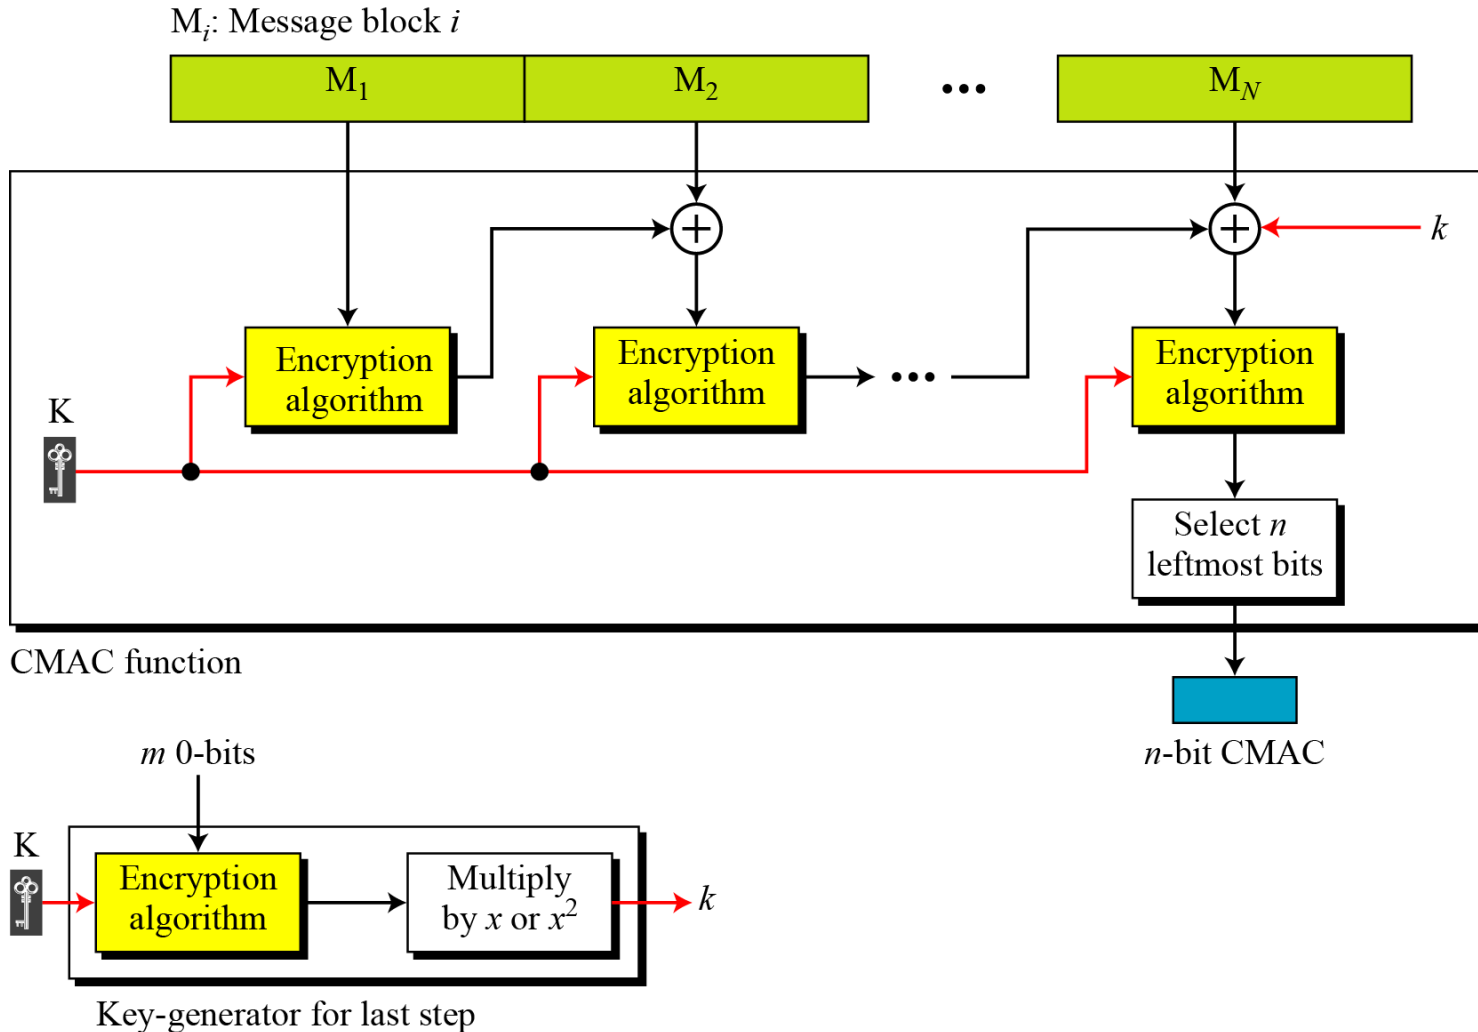 Mi: Message block i
M1 M2 ••• MN
k
Encryption algorithm
Encryption algorithm
•••
Encryption algorithm
K
Select n
leftmost bits
CMAC function
n-bit CMAC
m 0-bits
K
Encryption
algorithm
Multiply
by x or x²
k
Key-generator for last step